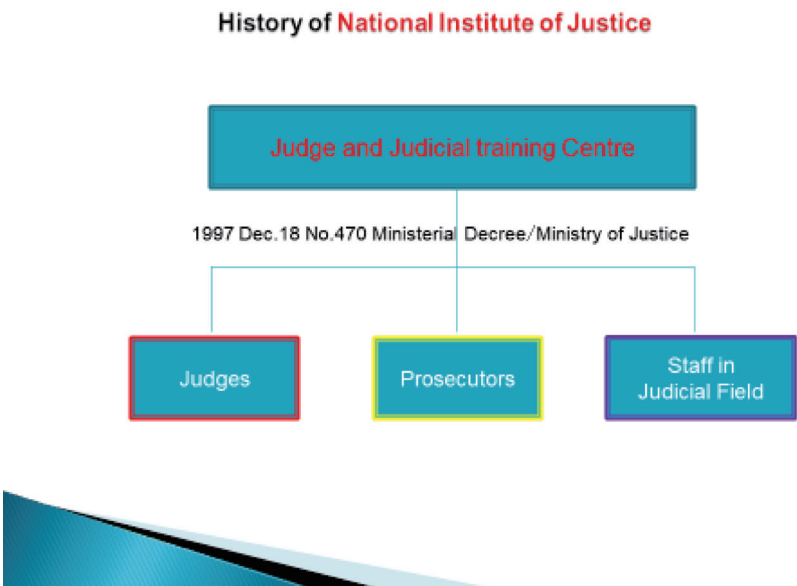 History of National Institute of Justice
Judge and Judicial training Centre
1997 Dec.18 No.470 Ministerial Decree/Ministry of Justice
Judges
Prosecutors
Staff in
Judicial Field